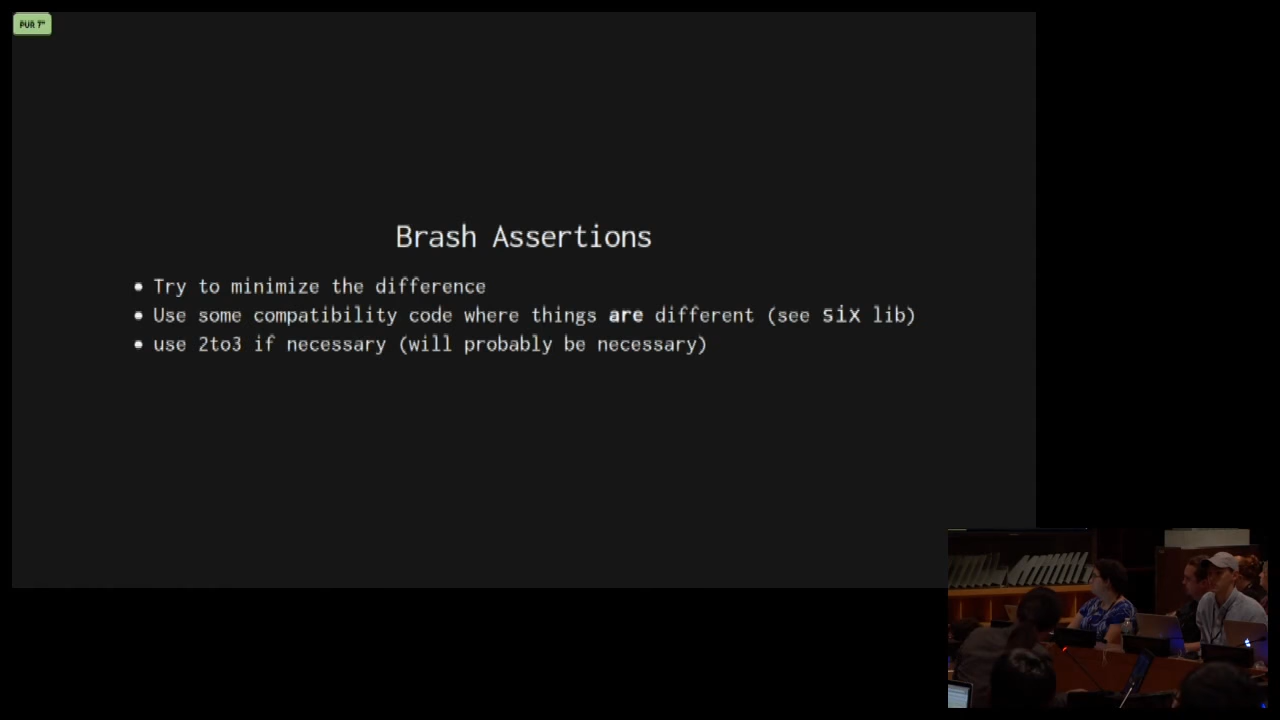 Brash Assertions
Try to minimize the difference
Use some compatibility code where things are different (see six lib)
use 2to3 if necessary (will probably be necessary)